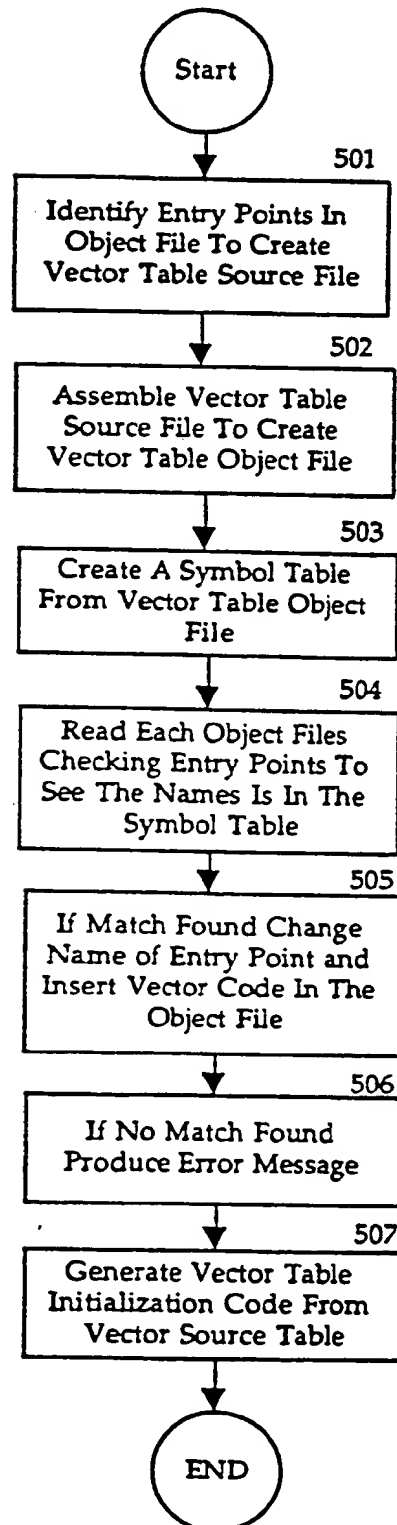 Start
501
Identify Entry Points In
Object File To Create
Vector Table Source File
502
Assemble Vector Table
Source File To Create
Vector Table Object File
503
Create A Symbol Table
From Vector Table Object
File
504
Read Each Object Files
Checking Entry Points To
See The Names Is In The
Symbol Table
505
If Match Found Change
Name of Entry Point and
Insert Vector Code In The
Object File
506
If No Match Found
Produce Error Message
507
Generate Vector Table
Initialization Code From
Vector Source Table
END